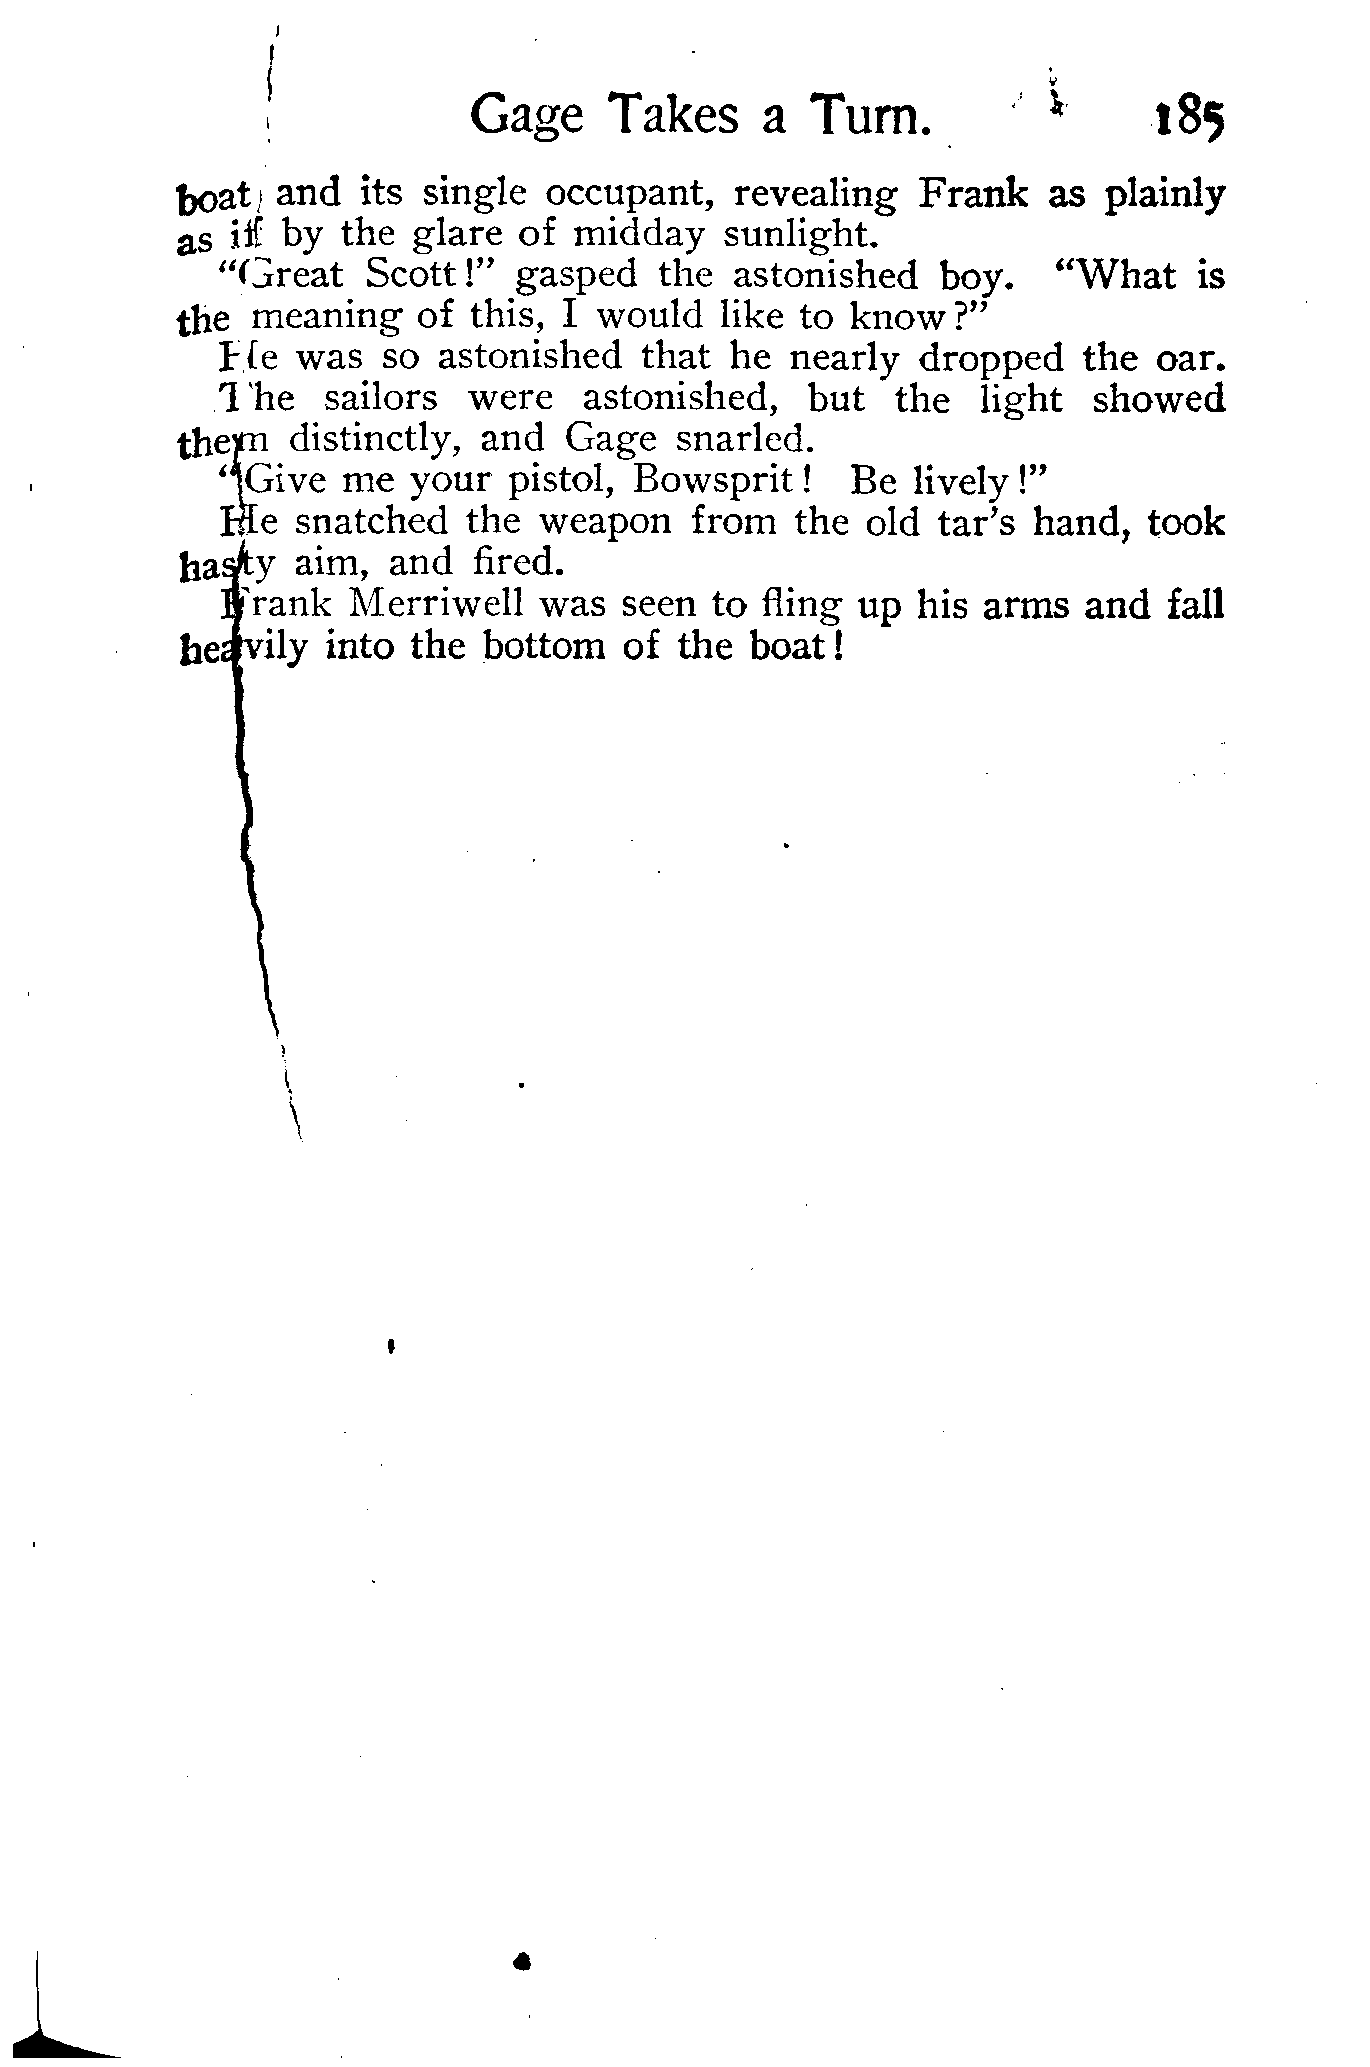 Gage Takes a Turn. 185
boat and its single occupant, revealing Frank as plainly
as if by the glare of midday sunlight.
"Great Scott!" gasped the astonished boy. "What is
the meaning of this, I would like to know?"
He was so astonished that he nearly dropped the oar.
The sailors were astonished, but the light showed
them distinctly, and Gage snarled.
"Give me your pistol, Bowsprit! Be lively!"
He snatched the weapon from the old tar's hand, took
hasty aim, and fired.
Frank Merriwell was seen to fling up his arms and fall
heavily into the bottom of the boat!